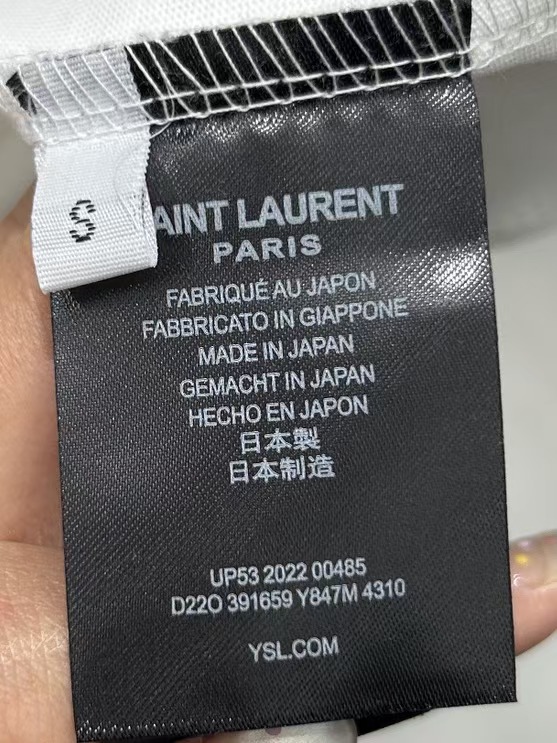 S
AINT LAURENT
PARIS
FABRIQUÉ AU JAPON
FABBRICATO IN GIAPPONE
MADE IN JAPAN
GEMACHT IN JAPAN
HECHO EN JAPON
日本製
日本制造
UP53 2022 00485
D22O 391659 Y847M 4310
YSL.COM